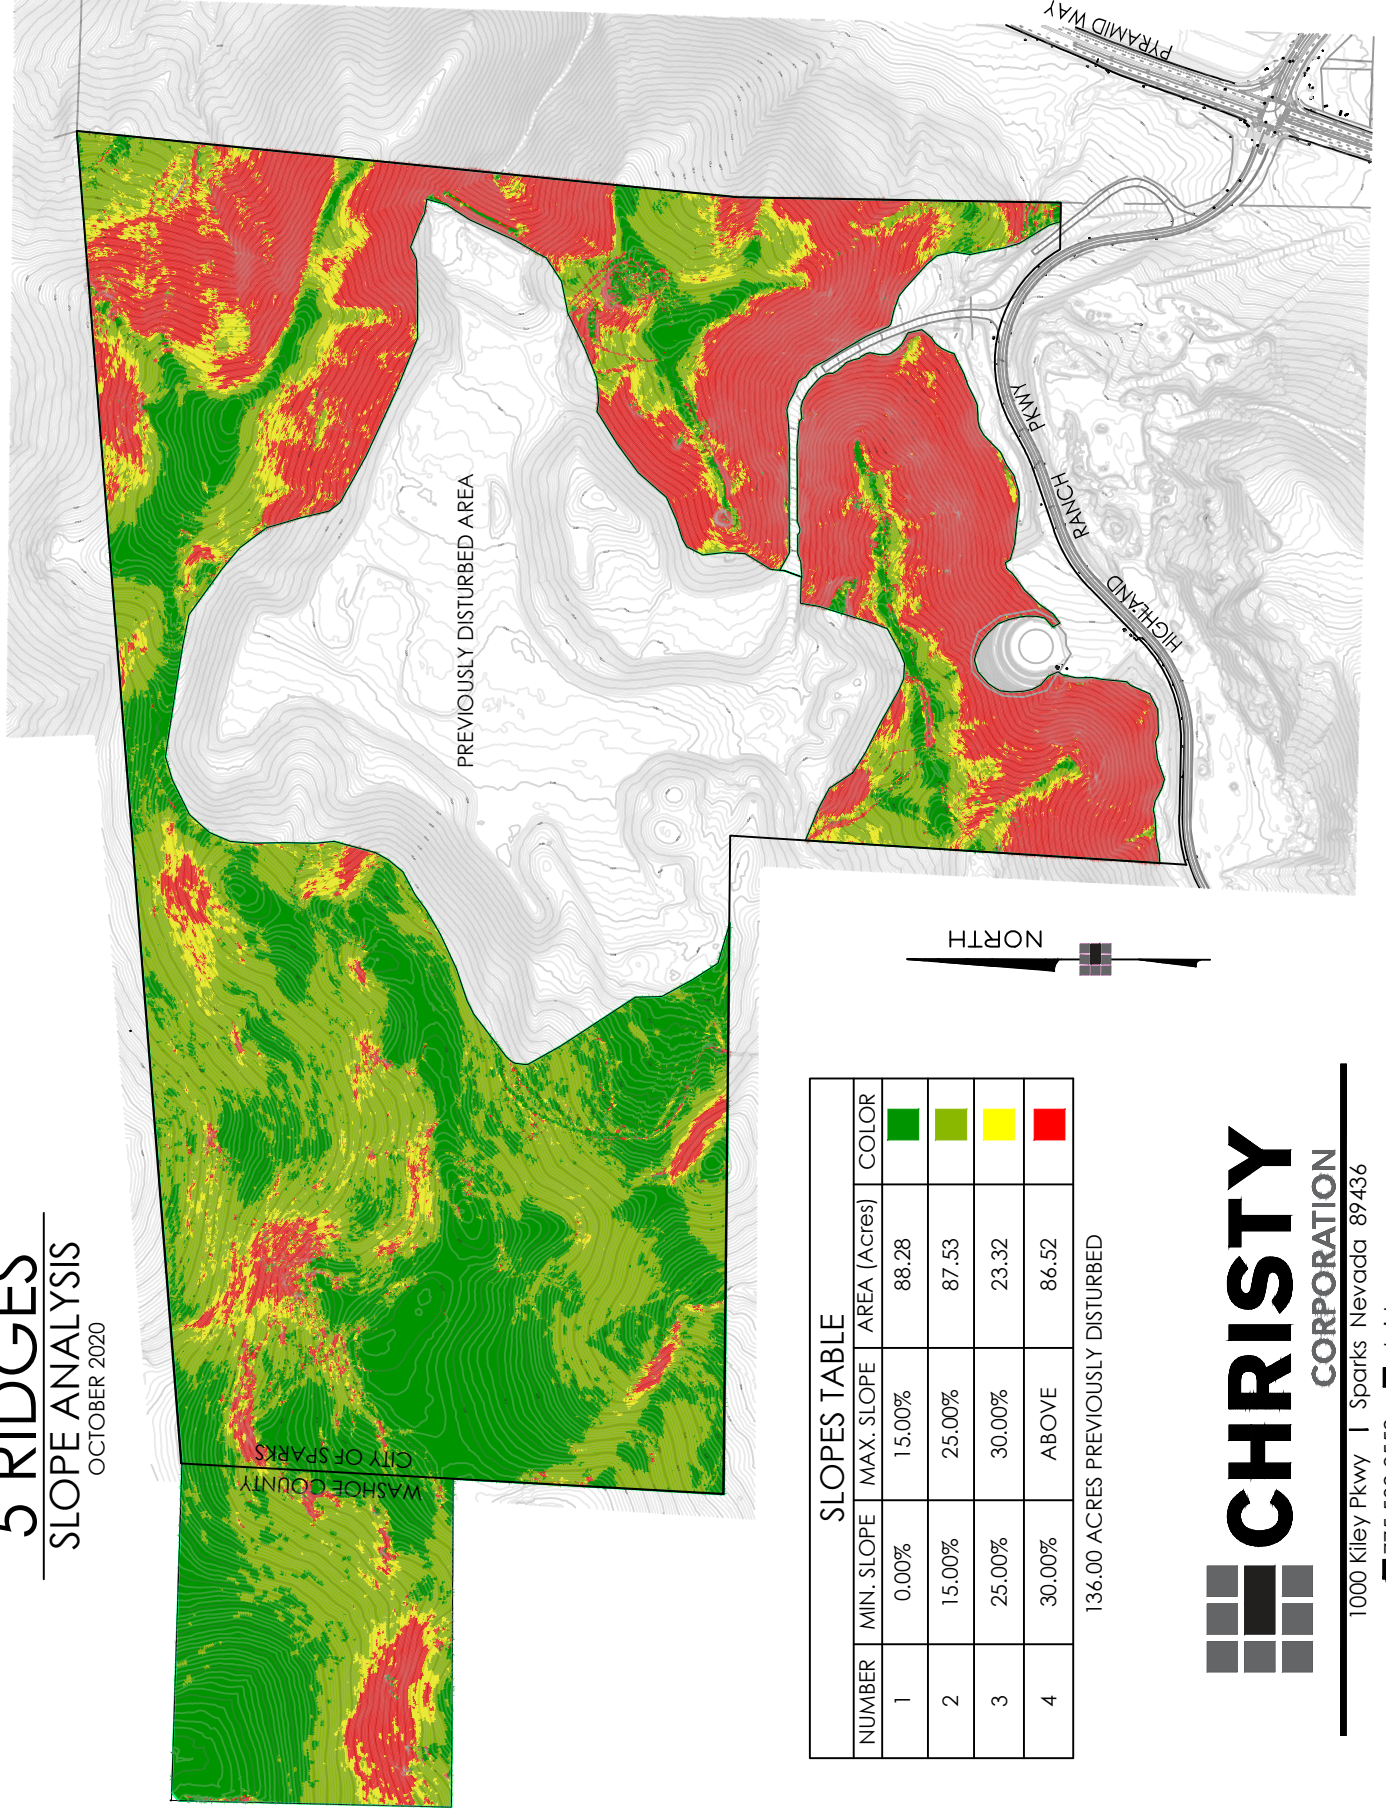 5 RIDGES
SLOPE ANALYSIS
OCTOBER 2020
PREVIOUSLY DISTURBED AREA
PYRAMID WAY
HIGHLAND RANCH PKWY
CITY OF SPARKS
WASHOE COUNTY
NORTH
SLOPES TABLE
NUMBER MIN. SLOPE MAX. SLOPE AREA (Acres) COLOR
1 0.00% 15.00% 88.28
2 15.00% 25.00% 87.53
3 25.00% 30.00% 23.32
4 30.00% ABOVE 86.52
136.00 ACRES PREVIOUSLY DISTURBED
CHRISTY
CORPORATION
1000 Kiley Pkwy | Sparks Nevada 89436